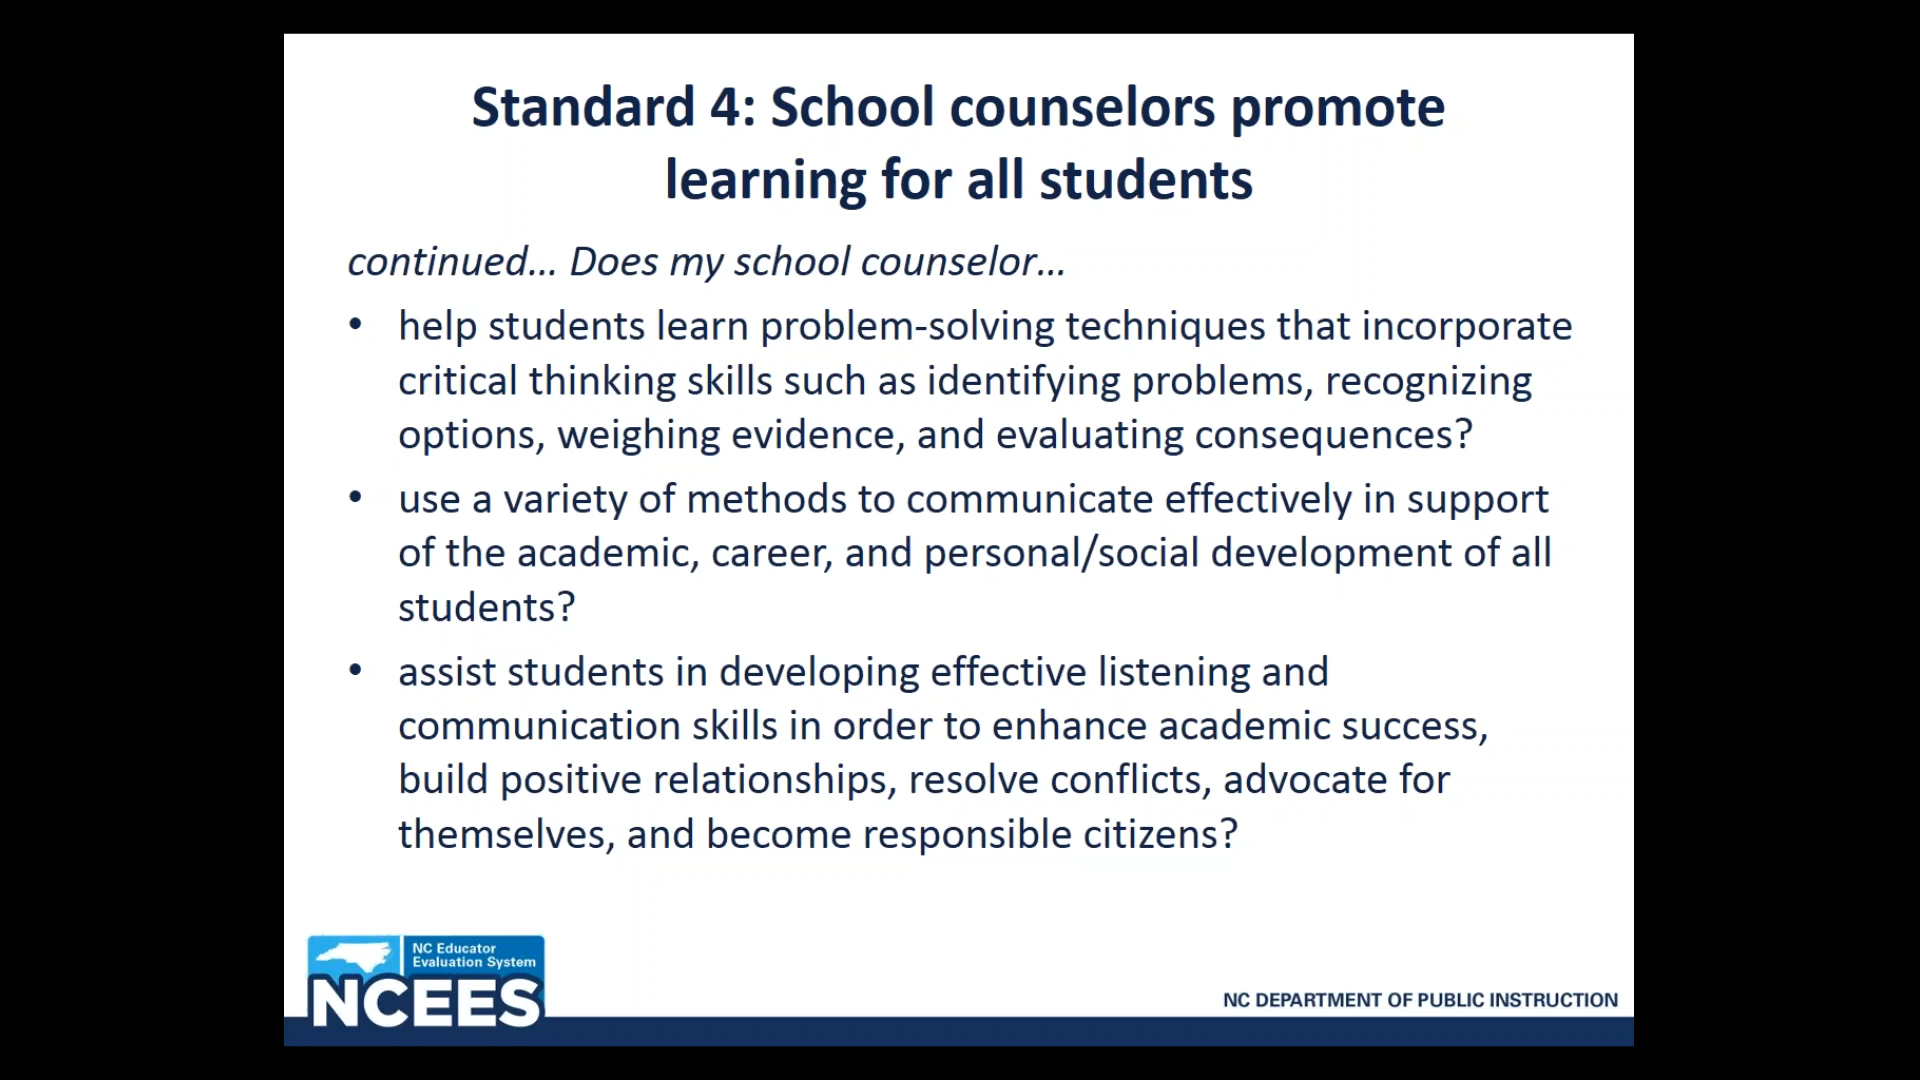 Standard 4: School counselors promote
learning for all students
continued... Does my school counselor...
• help students learn problem-solving techniques that incorporate
critical thinking skills such as identifying problems, recognizing
options, weighing evidence, and evaluating consequences?
• use a variety of methods to communicate effectively in support
of the academic, career, and personal/social development of all
students?
• assist students in developing effective listening and
communication skills in order to enhance academic success,
build positive relationships, resolve conflicts, advocate for
themselves, and become responsible citizens?
NC Educator
Evaluation System
NCEES
NC DEPARTMENT OF PUBLIC INSTRUCTION